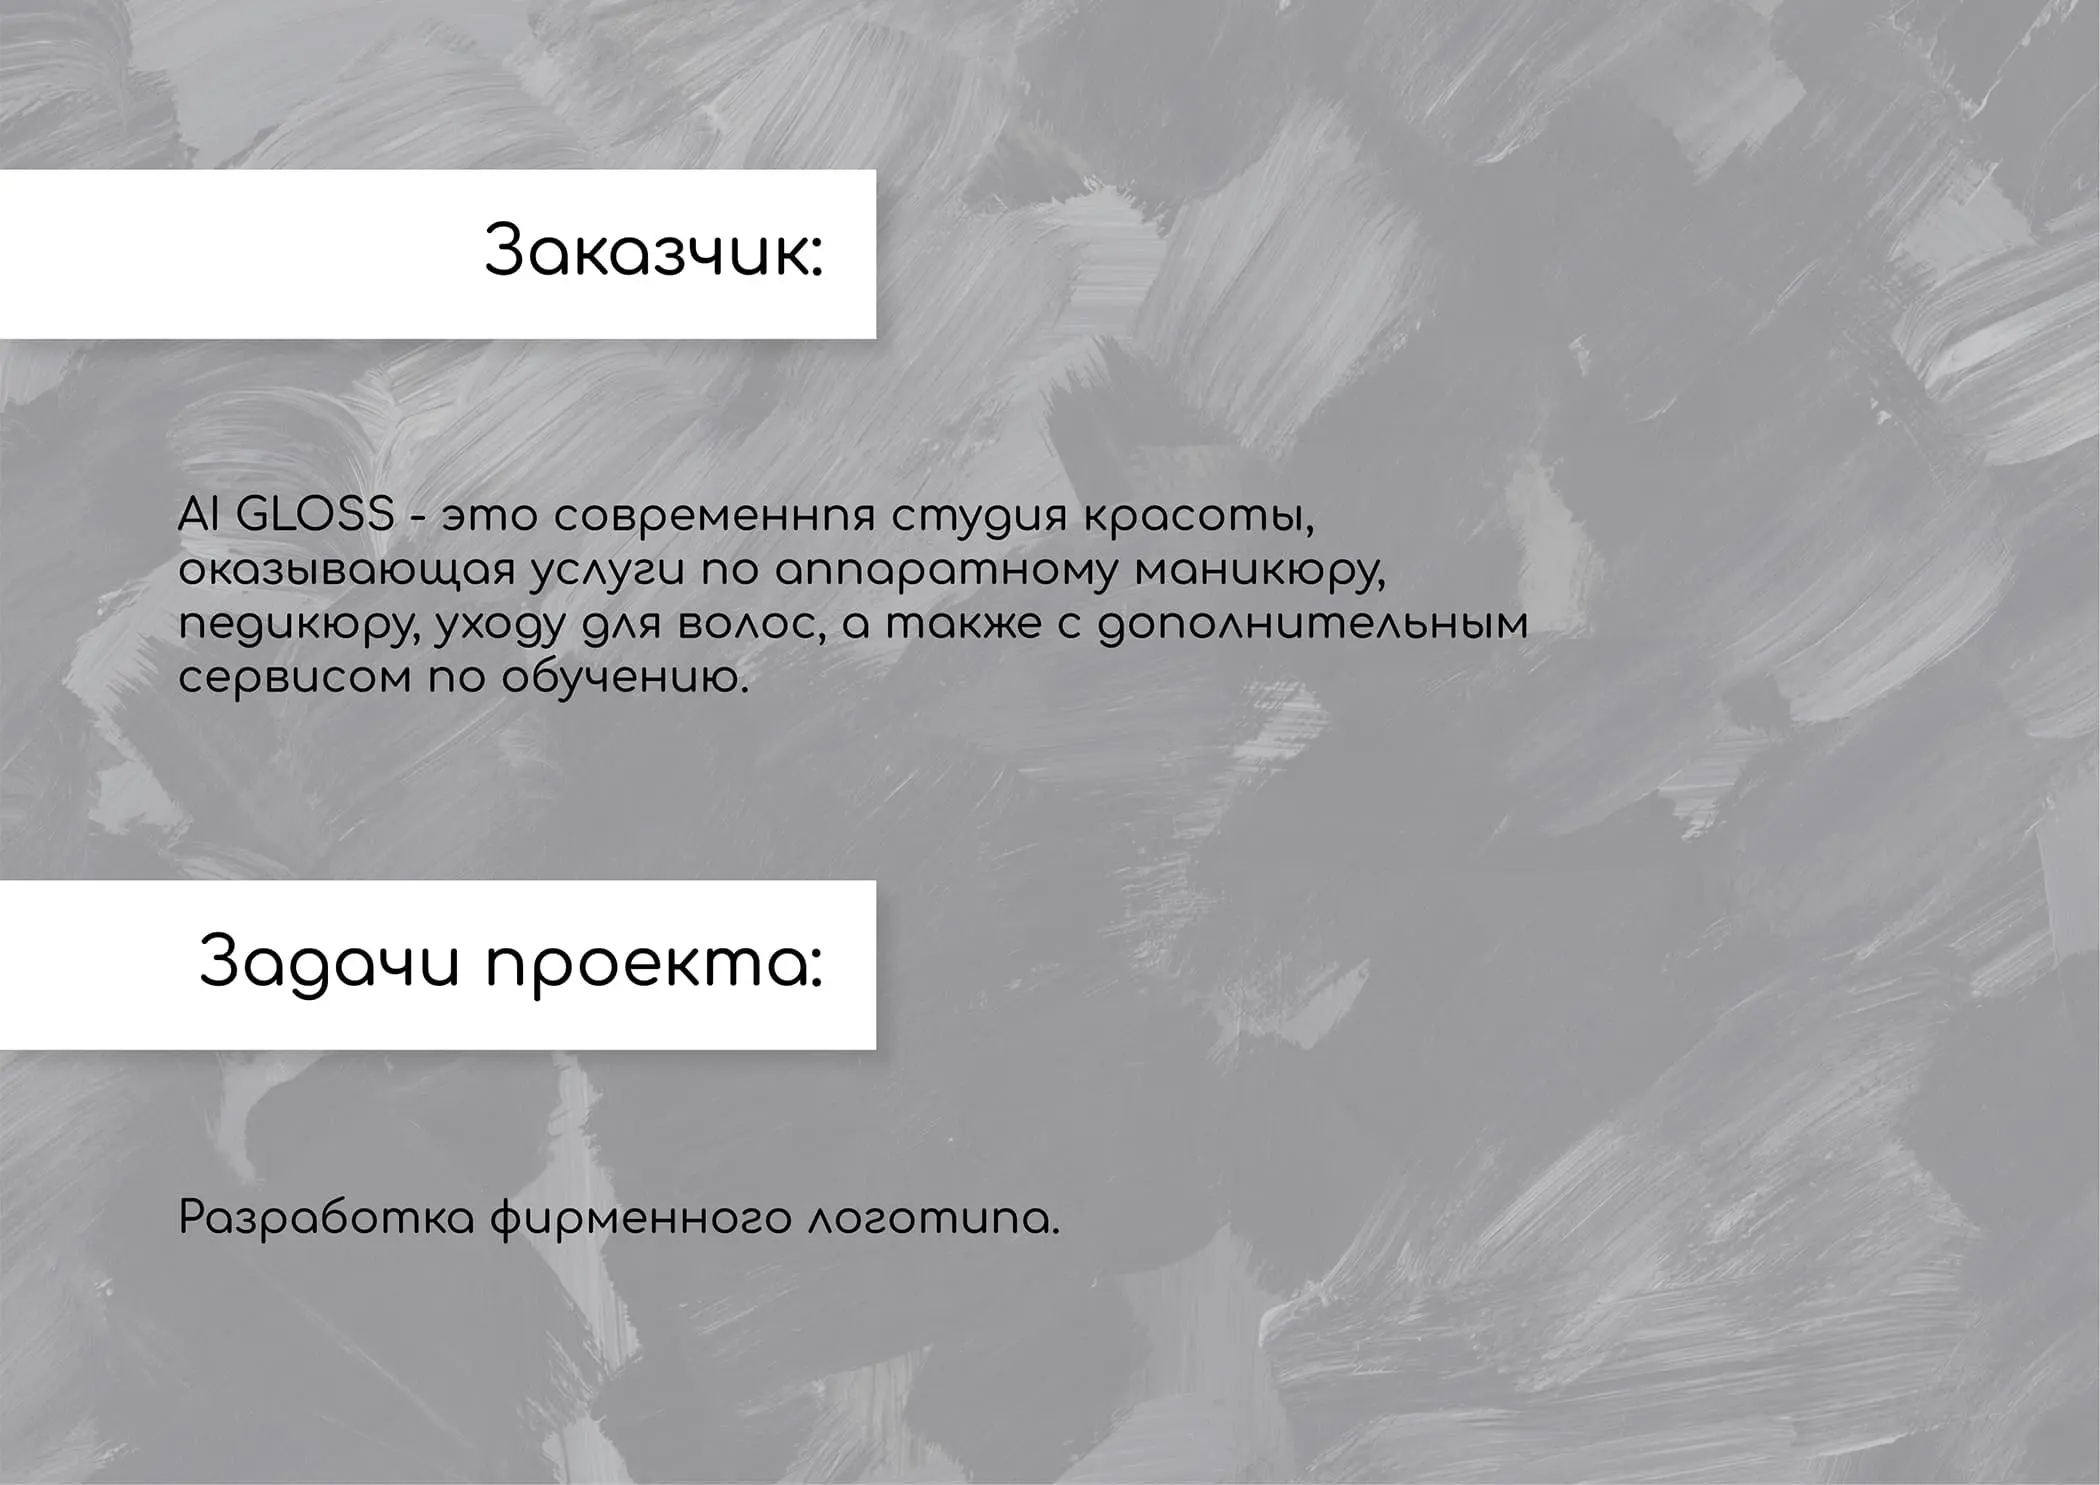 Заказчик:
AI GLOSS - это современнпя студия красоты,
оказывающая услуги по аппаратному маникюру,
педикюру, уходу для волос, а также с дополнительным
сервисом по обучению.
Задачи проекта:
Разработка фирменного логотипа.